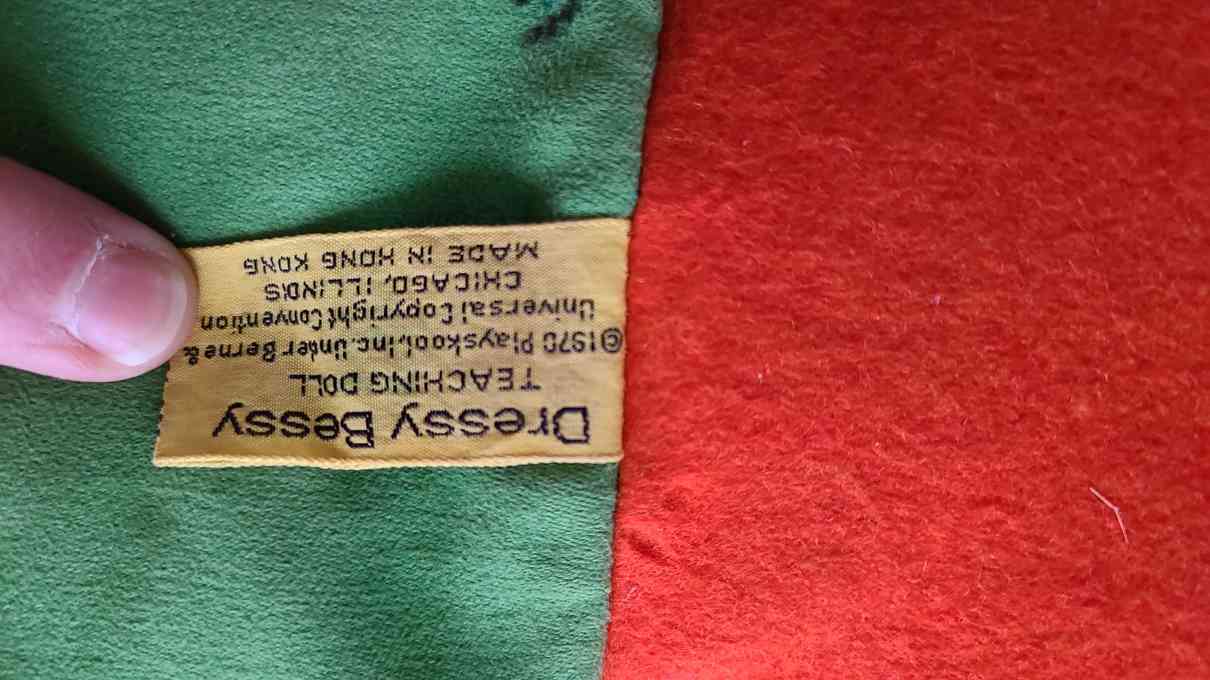 Dressy Bessy
TEACHING DOLL
©1970 Playskool, Inc. Under Berne &
Universal Copyright Convention
CHICAGO, ILLINOIS
MADE IN HONG KONG